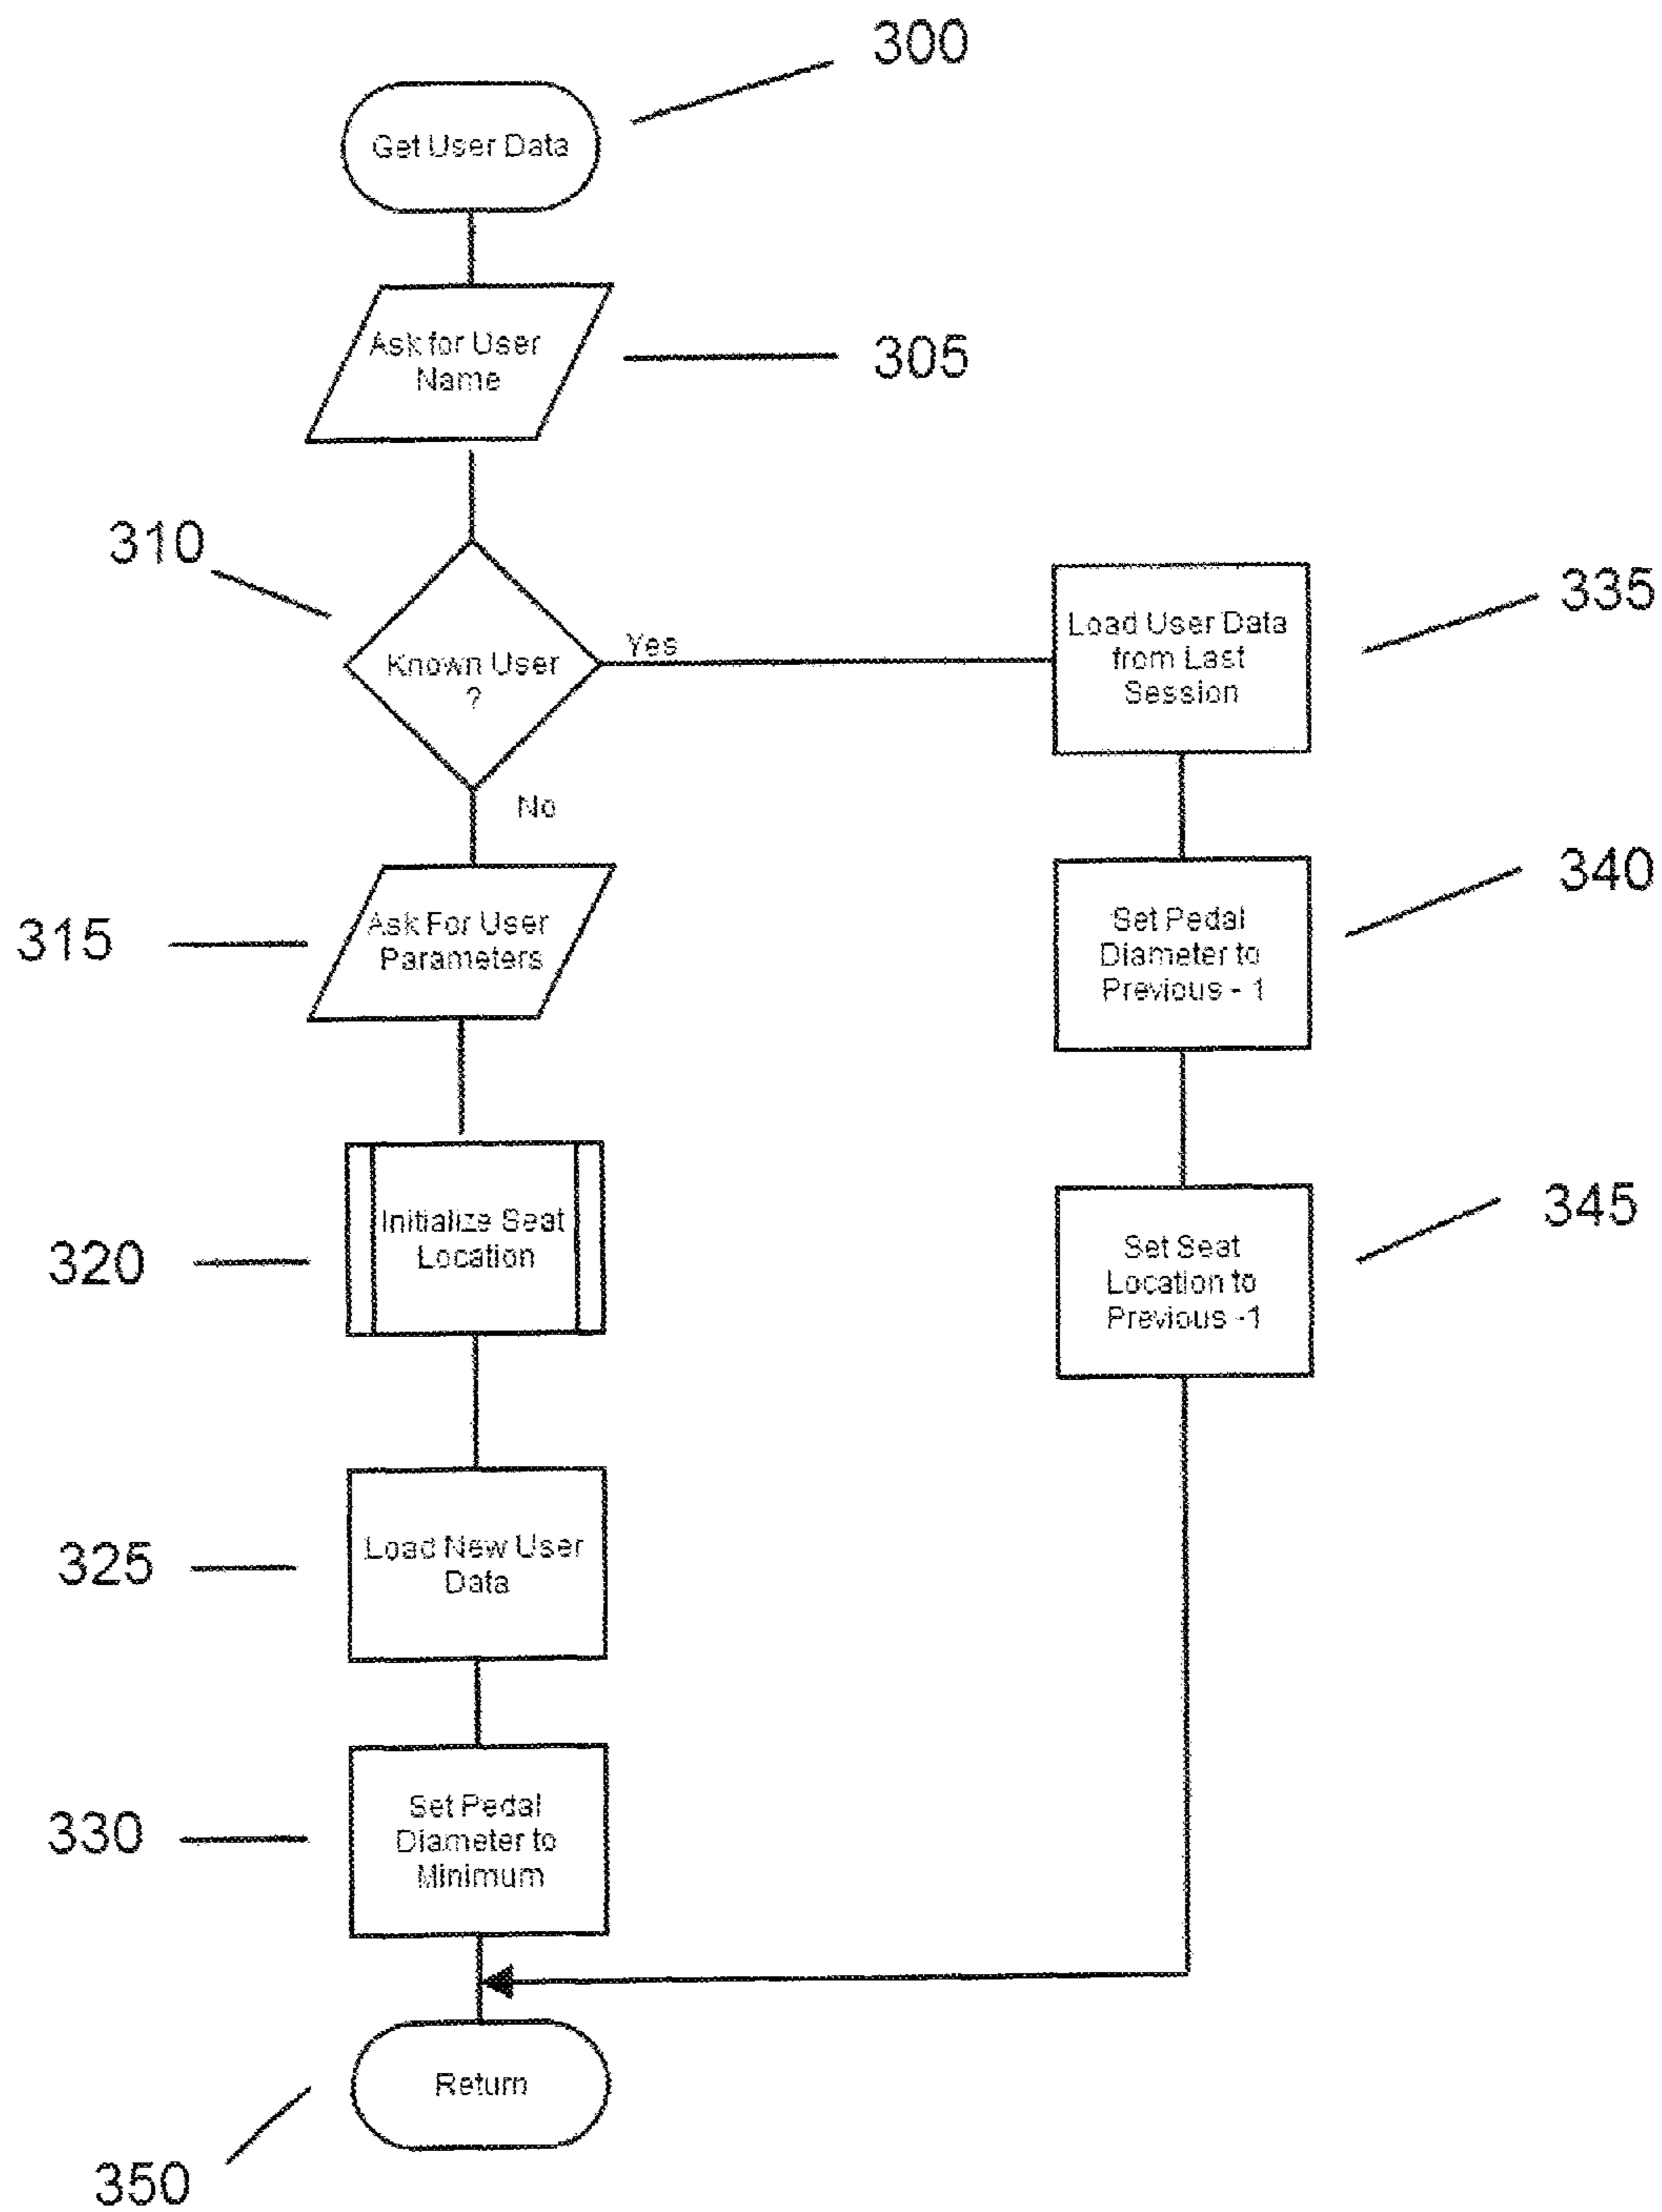 300
Get User Data
Ask for User
Name
305
310
Known User
?
Yes
No
Load User Data
from Last
Session
335
315
Ask For User
Parameters
Set Pedal
Diameter to
Previous - 1
340
320
Initialize Seat
Location
Set Seat
Location to
Previous -1
345
325
Load New User
Data
330
Set Pedal
Diameter to
Minimum
Return
350